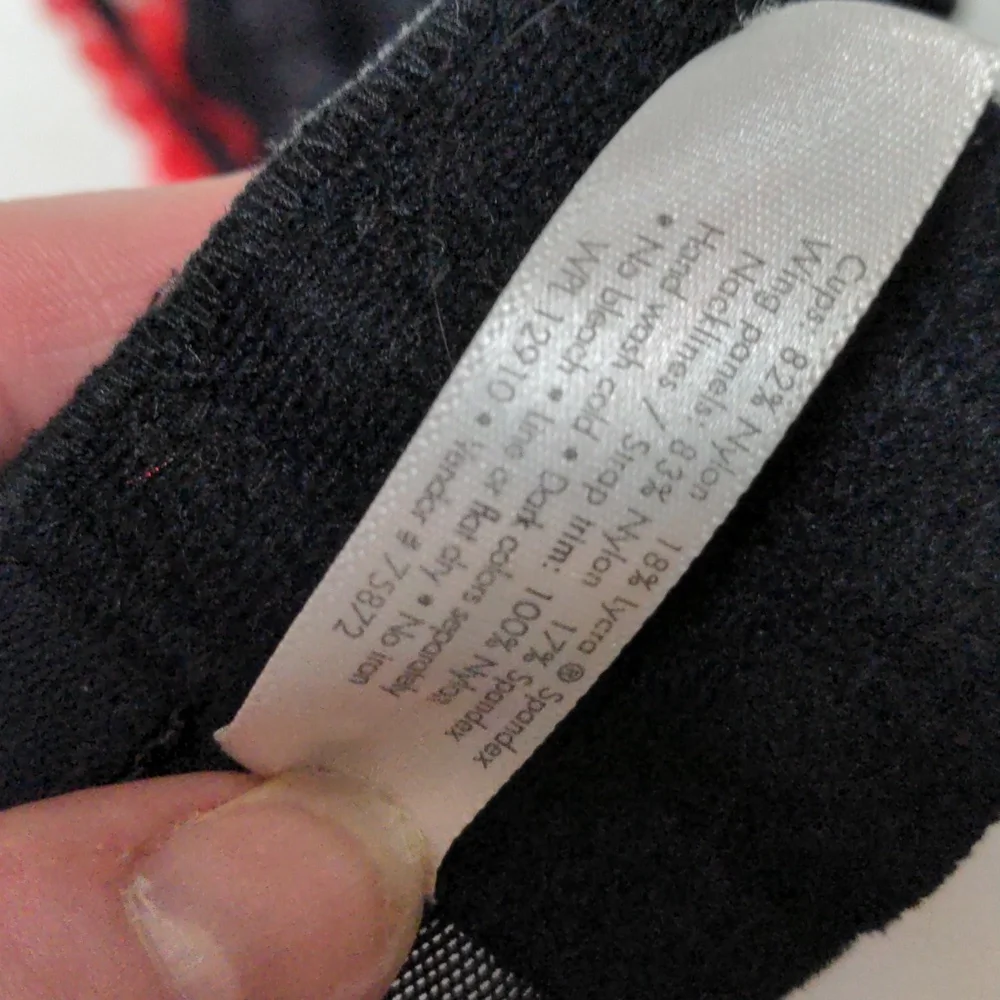 Cups: 82% Nylon 18% Lycra ® Spandex
Wing panels: 83% Nylon 17% Spandex
Necklines / Strap trim: 100% Nylon
Hand wash cold • Dark colors separately
• No bleach • Line or flat dry • No iron
WPL 12910 • Vendor # 75872